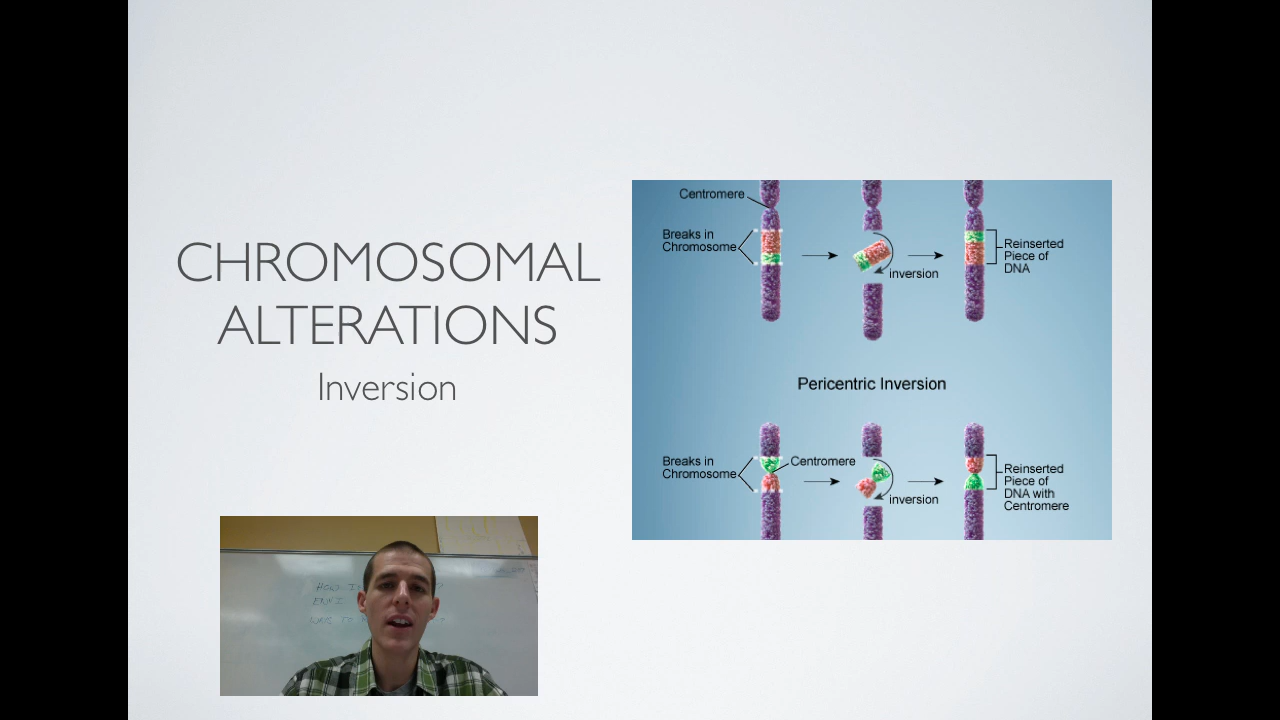 CHROMOSOMAL
ALTERATIONS
Inversion
Centromere
Breaks in
Chromosome
inversion
Reinserted
Piece of
DNA
Pericentric Inversion
Breaks in
Chromosome
Centromere
inversion
Reinserted
Piece of
DNA with
Centromere